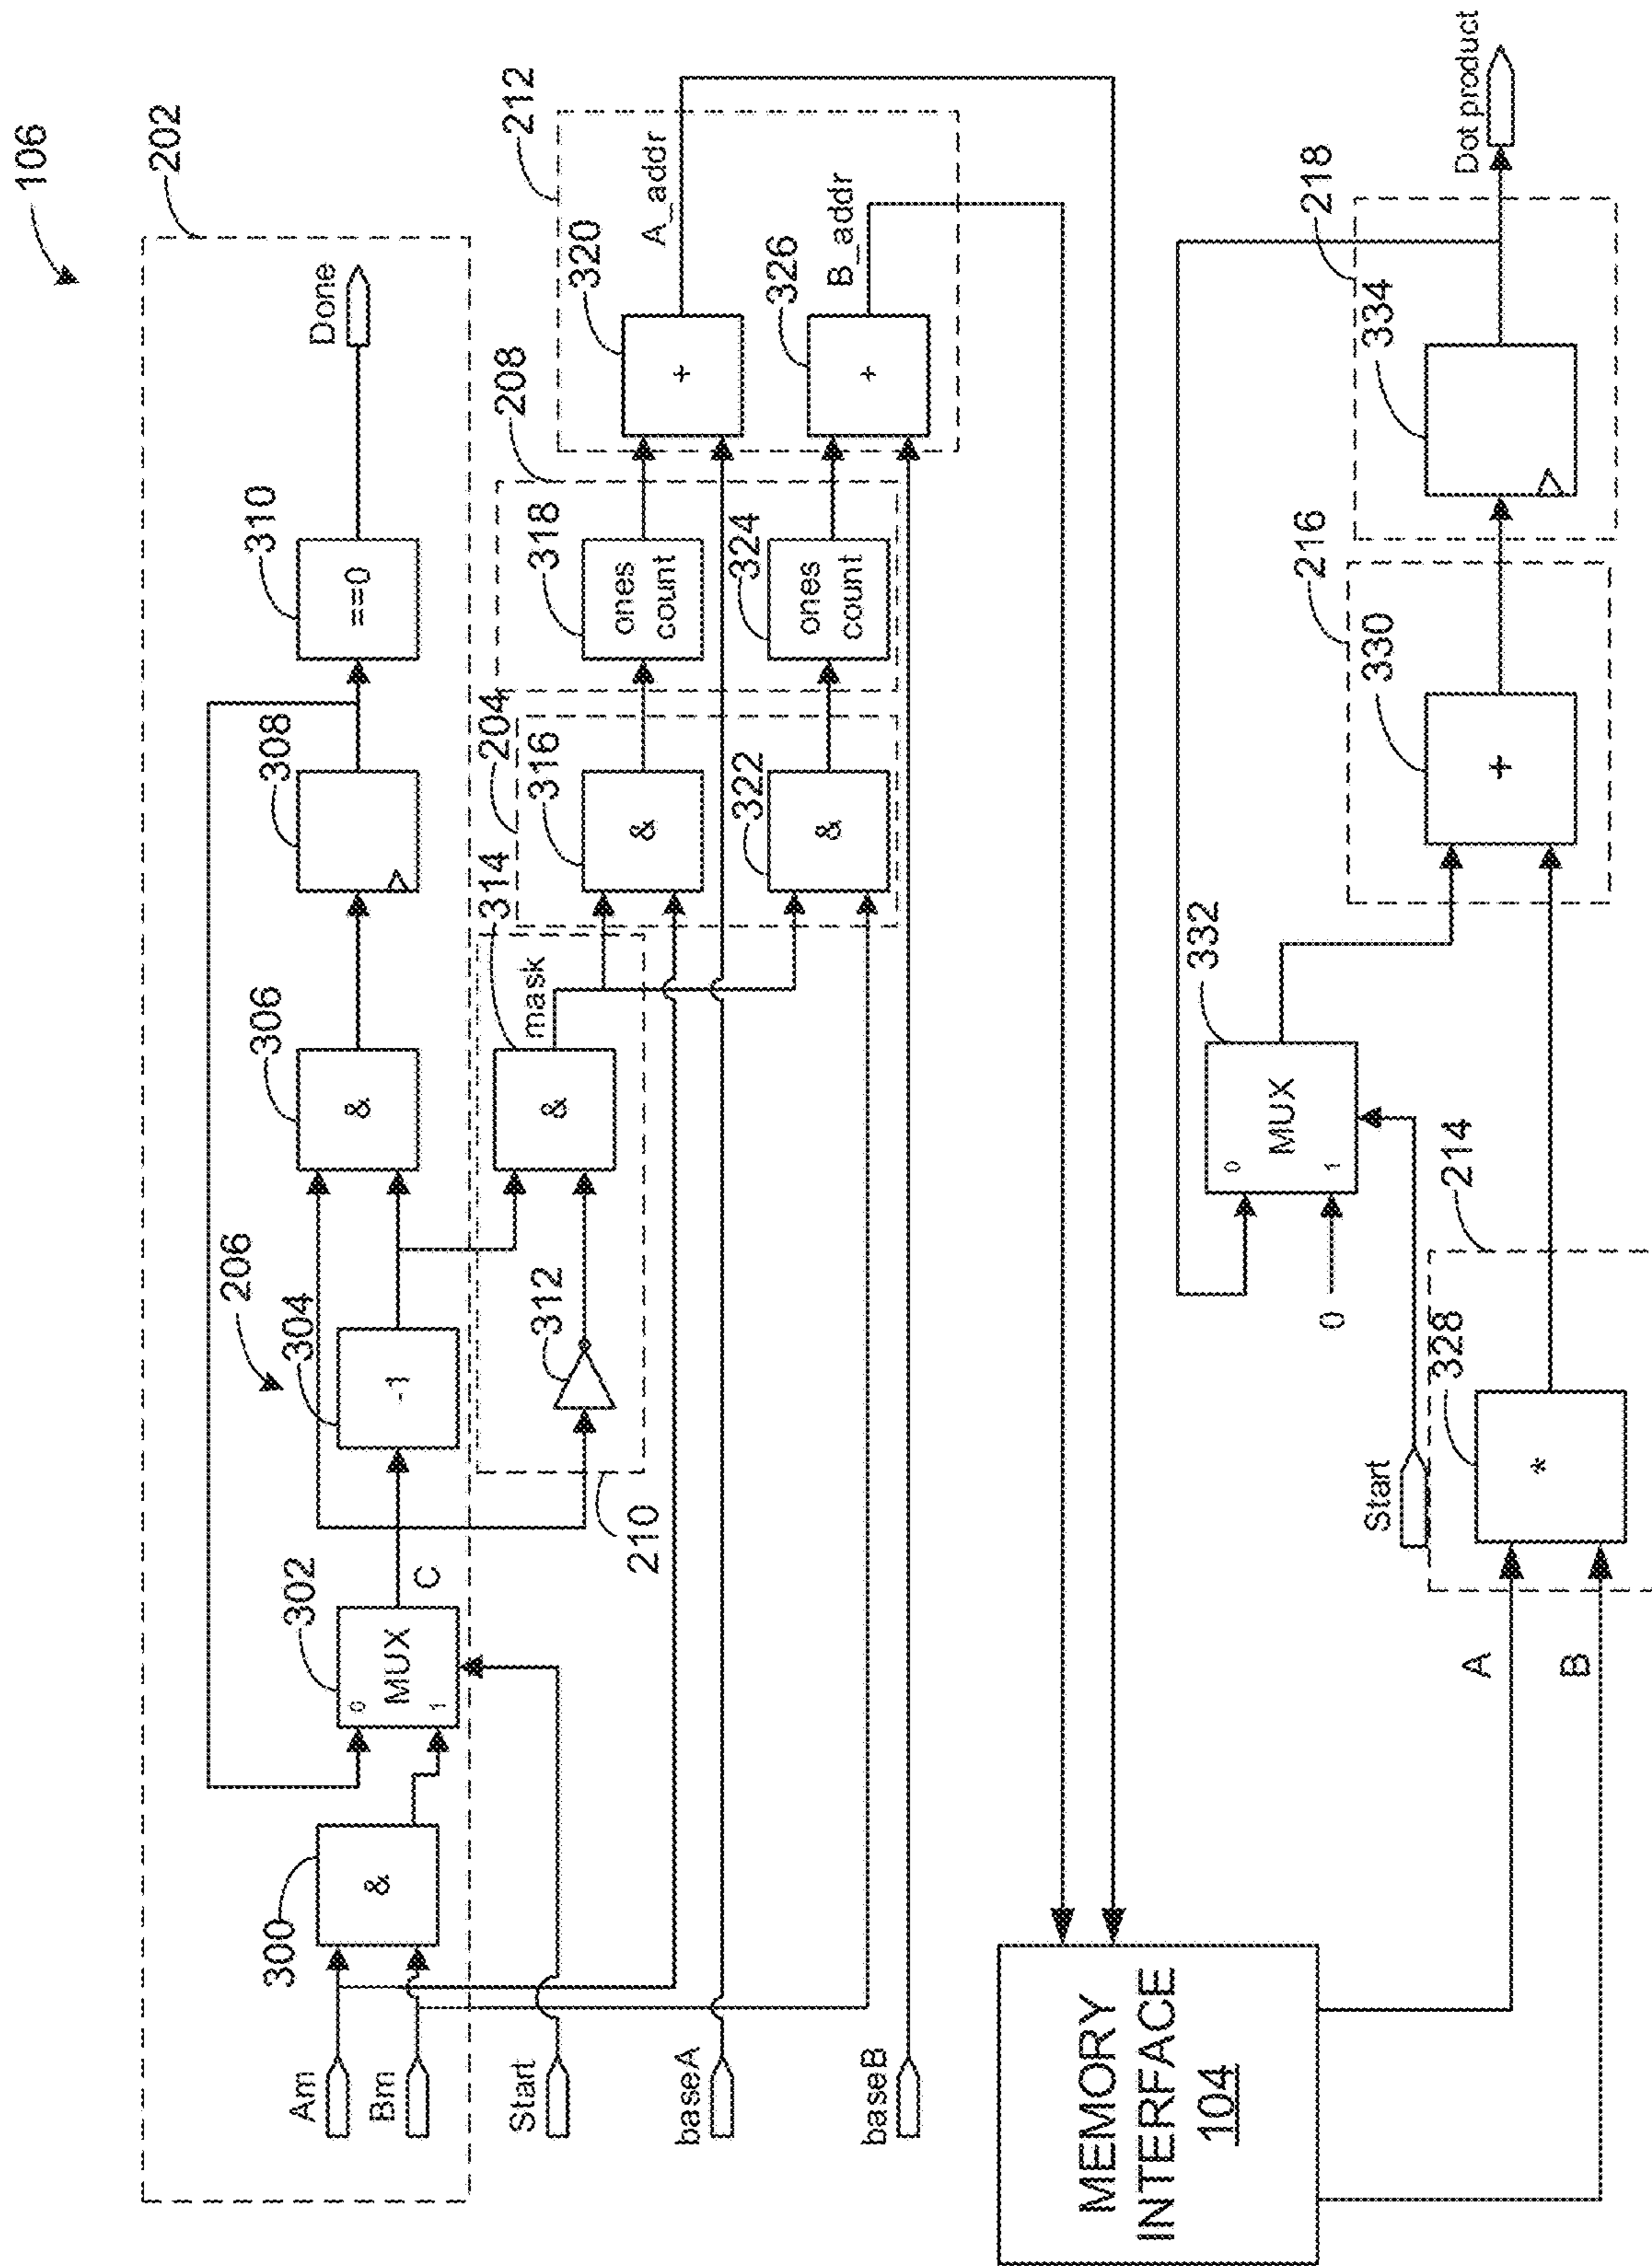 106
202
Done
310
==0
308
306
&
206
304
-1
302
C
MUX
0
1
300
&
Am
Bm
Start
baseA
baseB
210
312
314
mask
&
204
316
&
322
&
208
318
ones
count
324
ones
count
212
320
+
A_addr
326
+
B_addr
MEMORY
INTERFACE
104
A
B
214
328
*
Start
0
332
MUX
0
1
216
330
+
218
334
Dot product